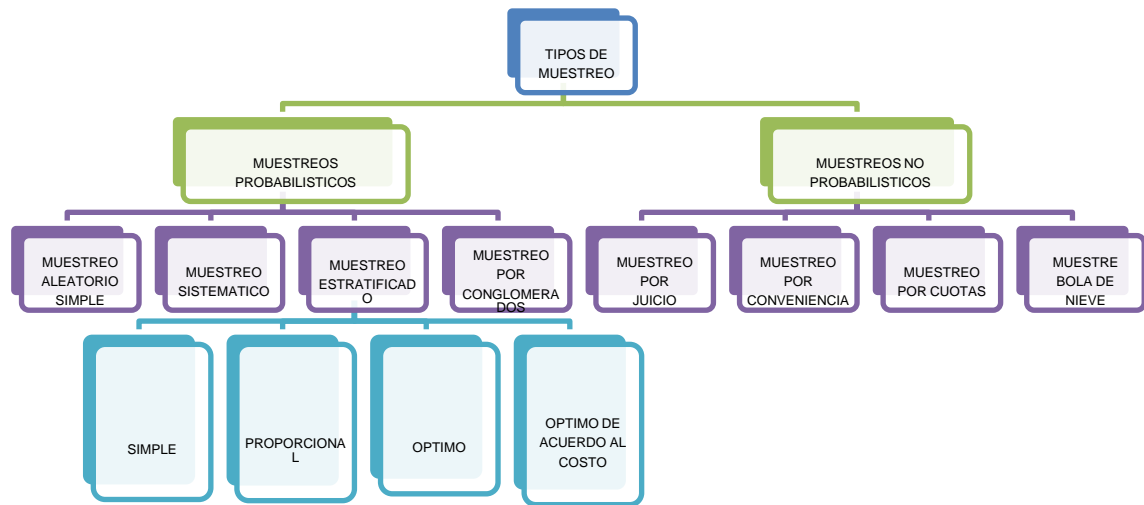 TIPOS DE
MUESTREO
MUESTREOS
PROBABILISTICOS
MUESTREOS NO
PROBABILISTICOS
MUESTREO
ALEATORIO
SIMPLE
MUESTREO
SISTEMATICO
MUESTREO
ESTRATIFICAD
O
MUESTREO
POR
CONGLOMERA
DOS
MUESTREO
POR
JUICIO
MUESTREO
POR
CONVENIENCIA
MUESTREO
POR CUOTAS
MUESTRE
BOLA DE
NIEVE
SIMPLE
PROPORCIONA
L
OPTIMO
OPTIMO DE
ACUERDO AL
COSTO